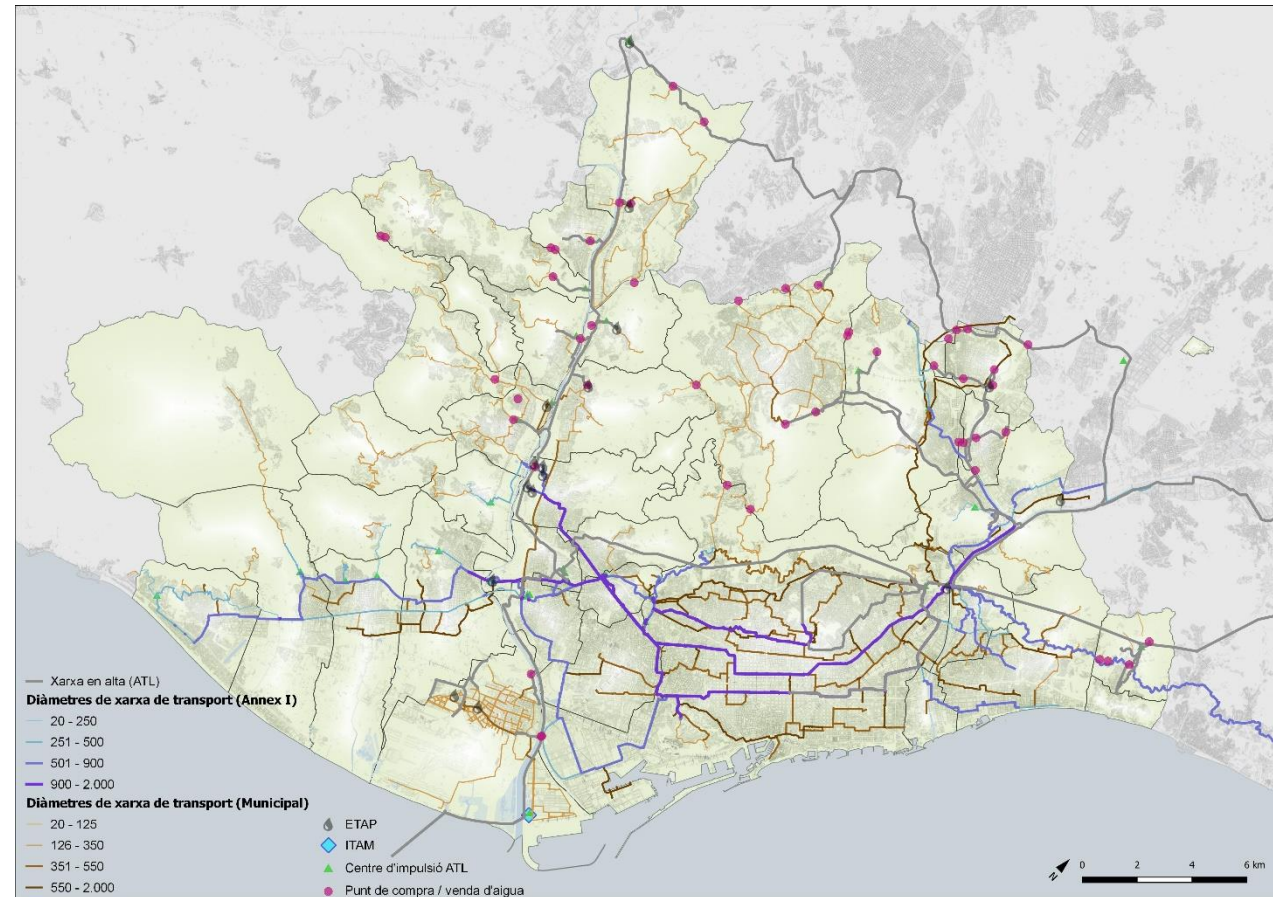 Xarxa en alta (ATL)
Diàmetres de xarxa de transport (Annex I)
20 - 250
251 - 500
501 - 900
900 - 2.000
Diàmetres de xarxa de transport (Municipal)
20 - 125
126 - 350
351 - 550
550 - 2.000
ETAP
ITAM
Centre d'impulsió ATL
Punt de compra / venda d'aigua
N
0 2 4 6 km